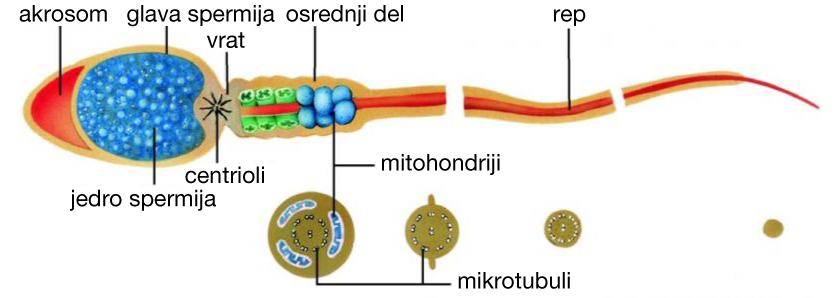 akrosom
glava spermija
osrednji del
rep
vrat
mitohondriji
centrioli
jedro spermija
mikrotubuli